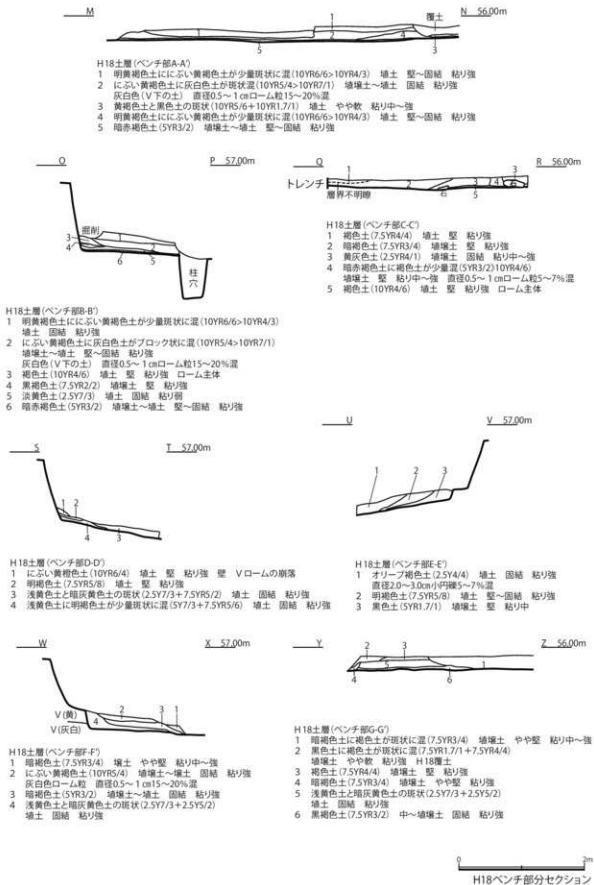 M
N 56.00m
1
1
2
4
3
5
覆土
H18土層(ベンチ部A-A')
1 明黄褐色土ににぶい黄褐色土が少量斑状に混(10YR6/6>10YR4/3) 埴土 堅～固結 粘り強
2 にぶい黄褐色土に灰白色土が斑状混(10YR5/4>10YR7/1) 埴壌土～埴土 固結 粘り強
灰白色(Ⅴ下の土) 直径0.5～1㎝ローム粒15～20%混
3 黄褐色土と黒色土の斑状(10YR5/6+10YR1.7/1) 埴土 やや軟 粘り中～強
4 明黄褐色土ににぶい黄褐色土が少量斑状に混(10YR6/6>10YR4/3) 埴土 堅～固結 粘り強
5 暗赤褐色土(5YR3/2) 埴壌土～埴土 堅～固結 粘り強
O
P 57.00m
掘削
3
4
1
2
6
5
柱穴
H18土層(ベンチ部B-B')
1 明黄褐色土ににぶい黄褐色土が少量斑状に混(10YR6/6>10YR4/3)
埴土 固結 粘り強
2 にぶい黄褐色土に灰白色土がブロック状に混(10YR5/4>10YR7/1)
埴壌土～埴土 堅～固結 粘り強
灰白色(Ⅴ下の土) 直径0.5～1㎝ローム粒15～20%混
3 褐色土(10YR4/6) 埴土 堅 粘り強 ローム主体
4 黒褐色土(7.5YR2/2) 埴壌土 堅 粘り強
5 淡黄色土(2.5Y7/3) 埴土 固結 粘り弱
6 暗赤褐色土(5YR3/2) 埴壌土～埴土 堅～固結 粘り強
Q
R 56.00m
トレンチ
層界不明瞭
1
2
3
4
3
石
石
5
H18土層(ベンチ部C-C')
1 褐色土(7.5YR4/4) 埴土 堅 粘り強
2 暗褐色土(7.5YR3/4) 埴壌土 堅 粘り強
3 黄灰色土(2.5Y4/1) 埴壌土 固結 粘り中～強
4 暗赤褐色土に褐色土が少量混(5YR3/2)10YR4/6)
埴壌土 堅 粘り中～強 直径0.5～1㎝ローム粒5～7%混
5 褐色土(10YR4/6) 埴土 堅 粘り強 ローム主体
S
T 57.00m
1
2
4
3
H18土層(ベンチ部D-D')
1 にぶい黄橙色土(10YR6/4) 埴土 堅 粘り強 壁 Ⅴロームの崩落
2 明褐色土(7.5YR5/8) 埴土 堅 粘り強
3 浅黄色土と暗灰黄色土の斑状(2.5Y7/3+7.5YR5/2) 埴土 固結 粘り強
4 浅黄色土に明褐色土が少量斑状に混(5Y7/3+7.5YR5/6) 埴土 固結 粘り強
U
V 57.00m
1
2
3
H18土層(ベンチ部E-E')
1 オリーブ褐色土(2.5Y4/4) 埴土 固結 粘り強
直径2.0～3.0㎝小円礫5～7%混
2 明褐色土(7.5YR5/8) 埴土 堅～固結 粘り強
3 黒色土(5YR1.7/1) 埴壌土 堅 粘り中
W
X 57.00m
Ⅴ(黄)
Ⅴ(灰白)
4
2
3
1
H18土層(ベンチ部F-F')
1 暗褐色土(7.5YR3/4) 壌土 やや堅 粘り中～強
2 にぶい黄褐色土(10YR5/4) 埴壌土～壌土 固結 粘り強
灰白色ローム粒 直径0.5～1㎝15～20%混
3 暗褐色土(5YR3/2) 埴壌土～埴土 固結 粘り強
4 浅黄色土と暗灰黄色土の斑状(2.5Y7/3+2.5Y5/2)
埴土 固結 粘り強
Y
Z 56.00m
2
3
5
1
4
6
H18土層(ベンチ部G-G')
1 暗褐色土に褐色土が斑状に混(7.5YR3/4) 埴壌土 やや堅 粘り中～強
2 黒色土に褐色土が斑状に混(7.5YR1.7/1+7.5YR4/4)
埴壌土 やや軟 粘り強 H18覆土
3 褐色土(7.5YR4/4) 埴壌土 堅 粘り強
4 暗褐色土(7.5YR3/4) 埴壌土 やや堅 粘り強
5 浅黄色土と暗灰黄色土の斑状(2.5Y7/3+2.5Y5/2)
埴土 固結 粘り強
6 黒褐色土(7.5YR3/2) 中～埴壌土 固結 粘り強
0
2m
H18ベンチ部分セクション